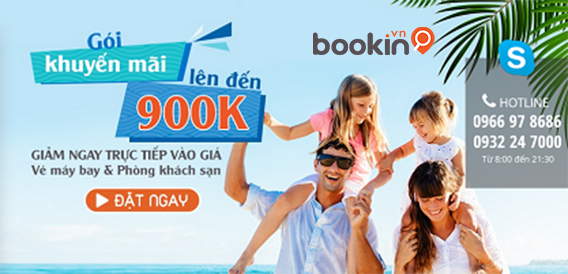 Gói
khuyến mãi
lên đến
900K
GIẢM NGAY TRỰC TIẾP VÀO GIÁ
Vé máy bay & Phòng khách sạn
ĐẶT NGAY
bookin9
vn
S
HOTLINE
0966 97 8686
0932 24 7000
Từ 8:00 đến 21:30